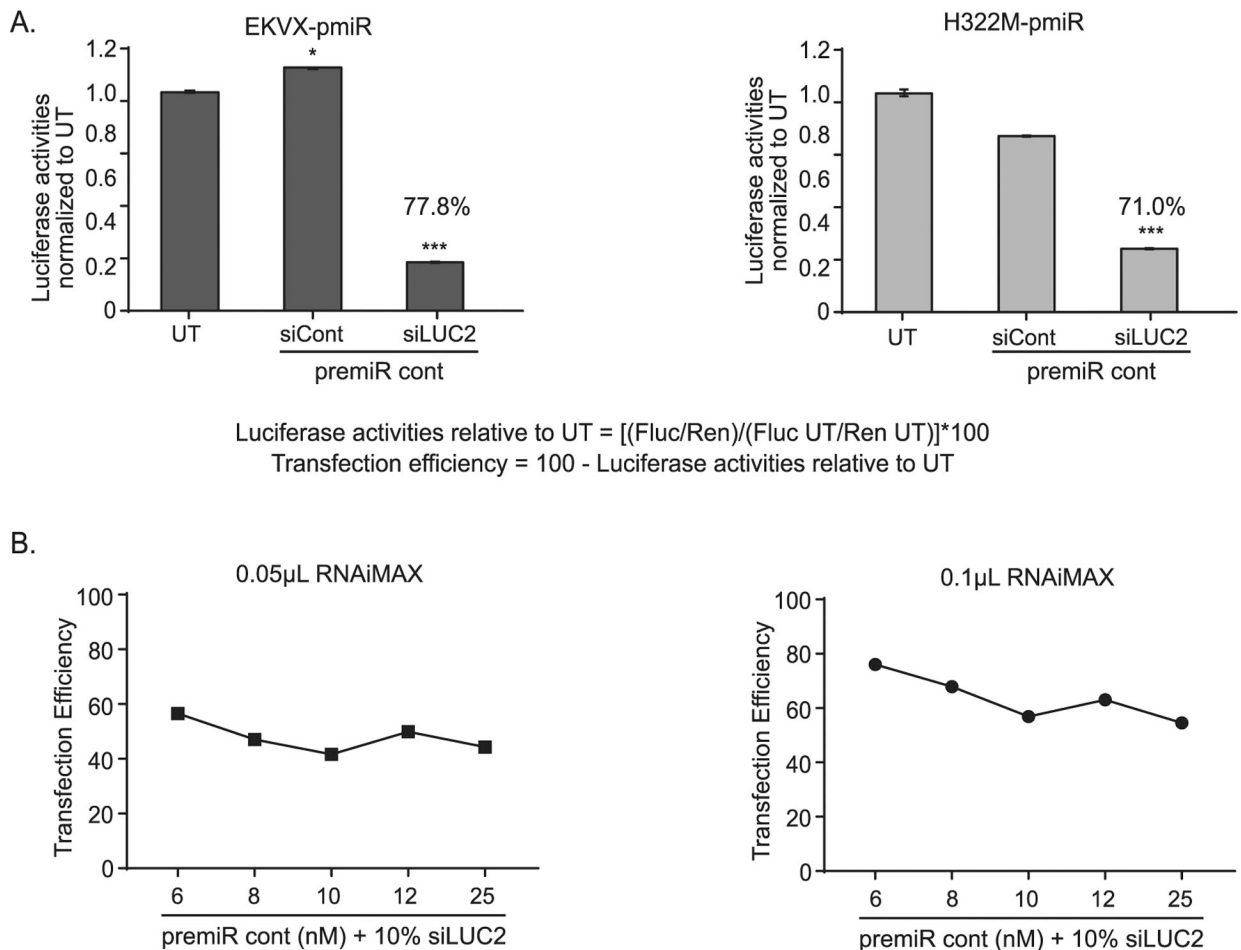 A.
EKVX-pmiR
Luciferase activities
normalized to UT
1.2
1.0
0.8
0.6
0.4
0.2
0
*
77.8%
***
UT
siCont
siLUC2
premiR cont
H322M-pmiR
Luciferase activities
normalized to UT
1.2
1.0
0.8
0.6
0.4
0.2
0
71.0%
***
UT
siCont
siLUC2
premiR cont
Luciferase activities relative to UT = [(Fluc/Ren)/(Fluc UT/Ren UT)]*100
Transfection efficiency = 100 - Luciferase activities relative to UT
B.
0.05µL RNAiMAX
Transfection Efficiency
100
80
60
40
20
0
6 8 10 12 25
premiR cont (nM) + 10% siLUC2
0.1µL RNAiMAX
Transfection Efficiency
100
80
60
40
20
0
6 8 10 12 25
premiR cont (nM) + 10% siLUC2